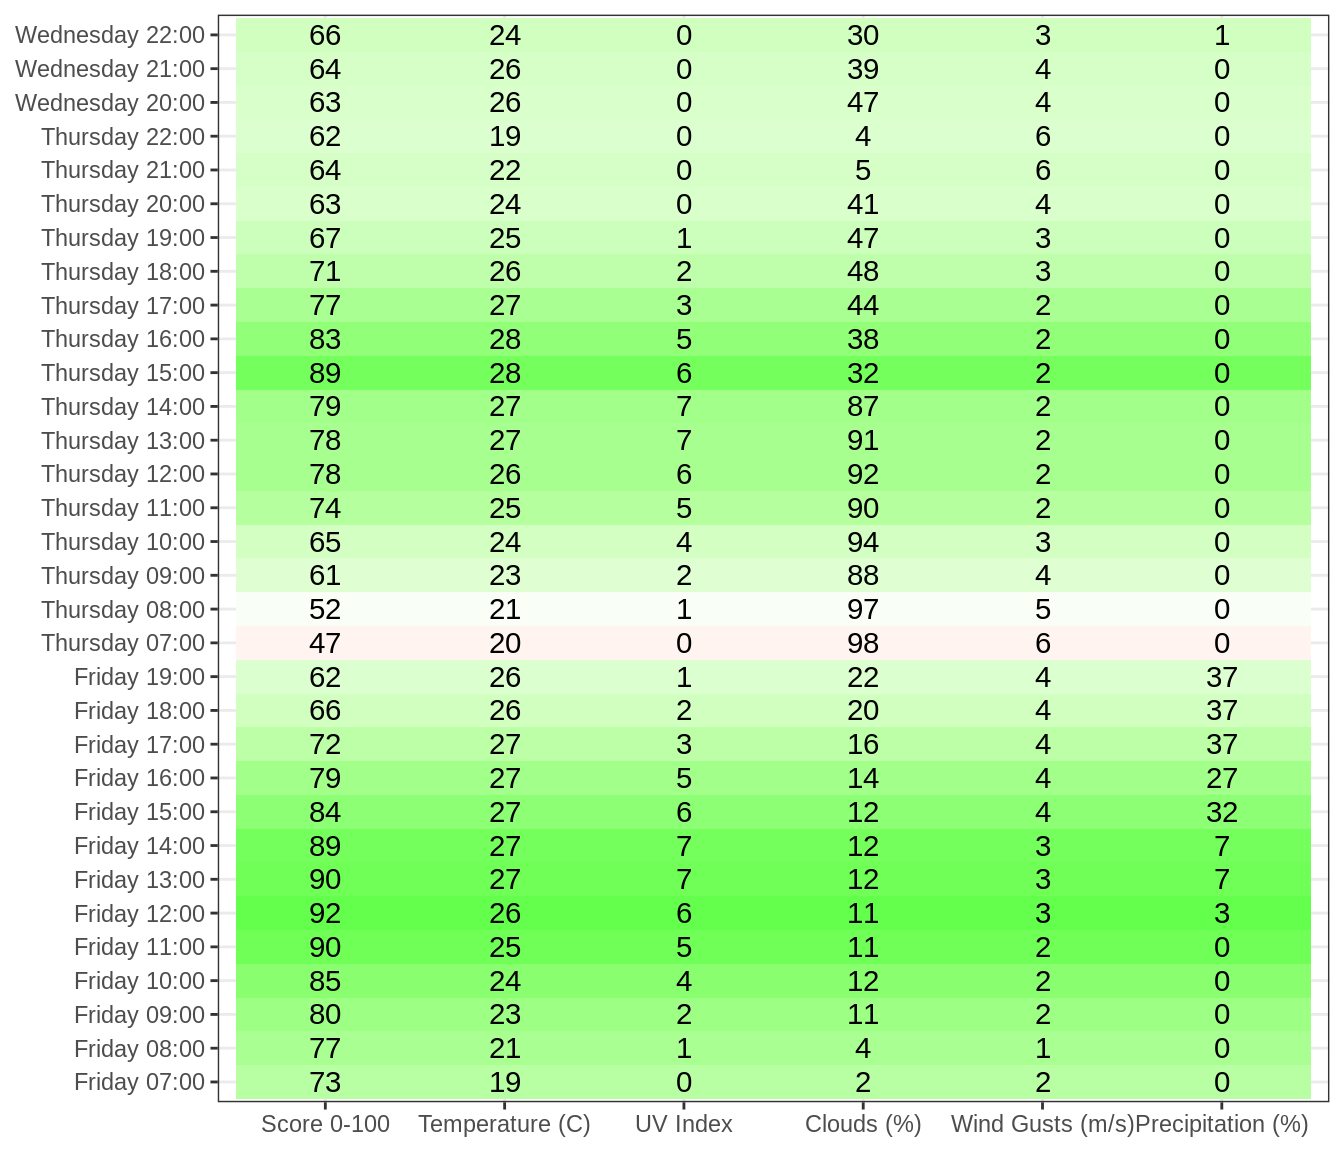 Wednesday 22:00 66 24 0 30 3 1
Wednesday 21:00 64 26 0 39 4 0
Wednesday 20:00 63 26 0 47 4 0
Thursday 22:00 62 19 0 4 6 0
Thursday 21:00 64 22 0 5 6 0
Thursday 20:00 63 24 0 41 4 0
Thursday 19:00 67 25 1 47 3 0
Thursday 18:00 71 26 2 48 3 0
Thursday 17:00 77 27 3 44 2 0
Thursday 16:00 83 28 5 38 2 0
Thursday 15:00 89 28 6 32 2 0
Thursday 14:00 79 27 7 87 2 0
Thursday 13:00 78 27 7 91 2 0
Thursday 12:00 78 26 6 92 2 0
Thursday 11:00 74 25 5 90 2 0
Thursday 10:00 65 24 4 94 3 0
Thursday 09:00 61 23 2 88 4 0
Thursday 08:00 52 21 1 97 5 0
Thursday 07:00 47 20 0 98 6 0
Friday 19:00 62 26 1 22 4 37
Friday 18:00 66 26 2 20 4 37
Friday 17:00 72 27 3 16 4 37
Friday 16:00 79 27 5 14 4 27
Friday 15:00 84 27 6 12 4 32
Friday 14:00 89 27 7 12 3 7
Friday 13:00 90 27 7 12 3 7
Friday 12:00 92 26 6 11 3 3
Friday 11:00 90 25 5 11 2 0
Friday 10:00 85 24 4 12 2 0
Friday 09:00 80 23 2 11 2 0
Friday 08:00 77 21 1 4 1 0
Friday 07:00 73 19 0 2 2 0
Score 0-100 Temperature (C) UV Index Clouds (%) Wind Gusts (m/s) Precipitation (%)